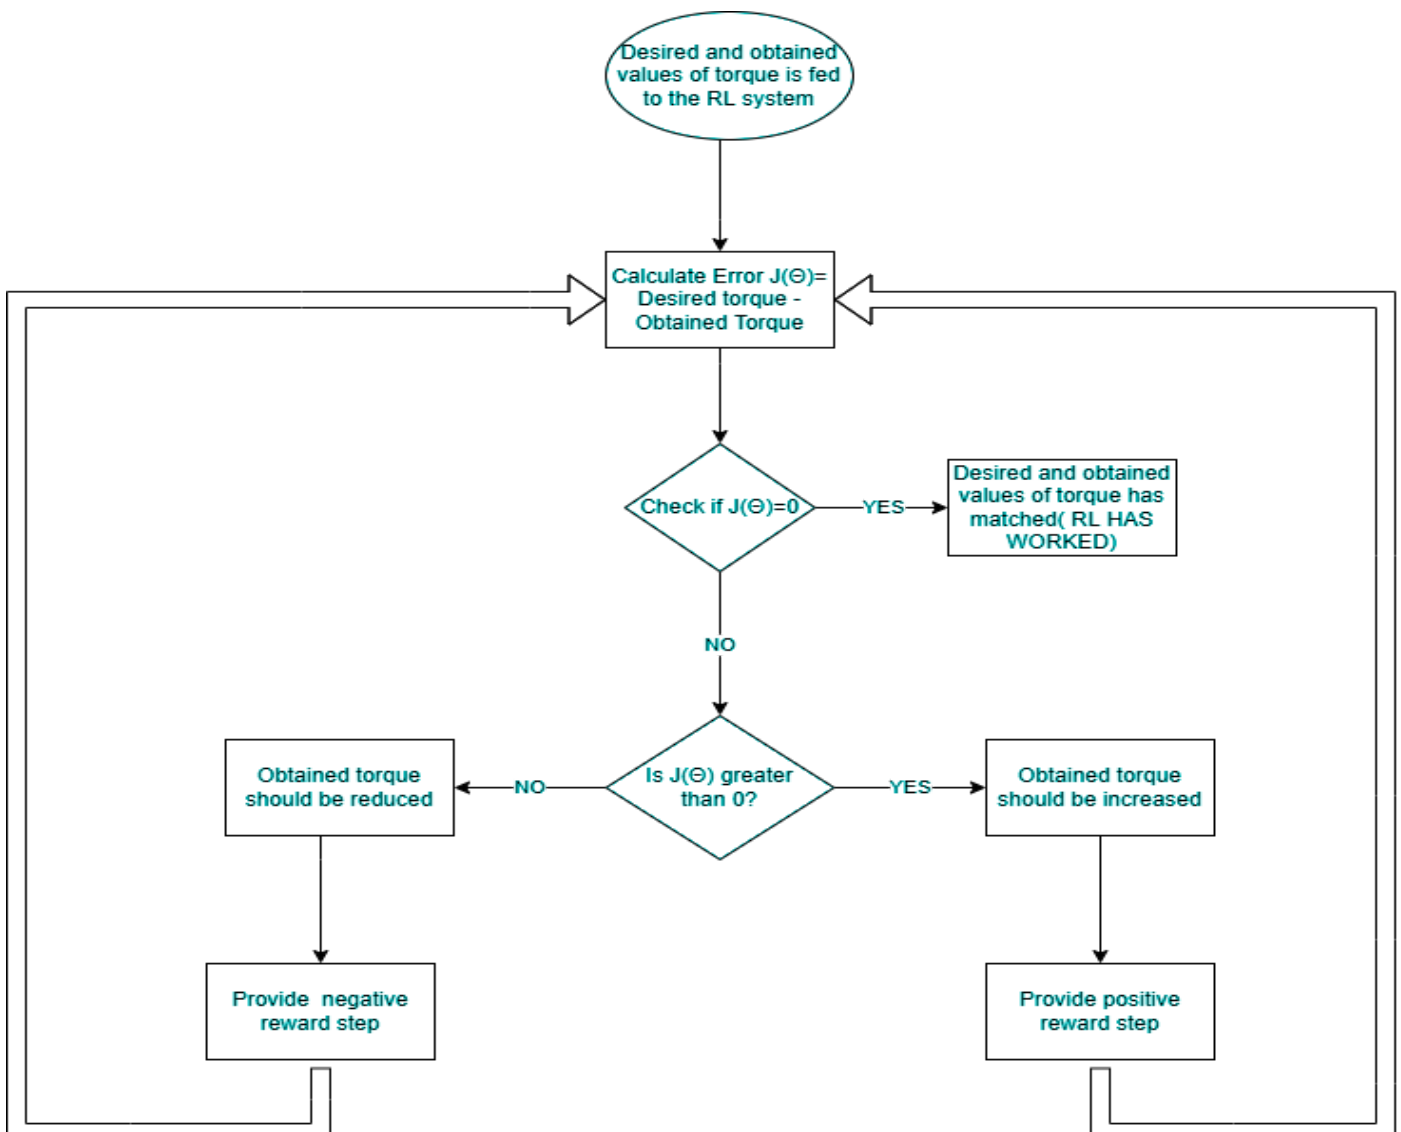 Desired and obtained
values of torque is fed
to the RL system
Calculate Error J(Θ)=
Desired torque -
Obtained Torque
Check if J(Θ)=0
YES
Desired and obtained
values of torque has
matched( RL HAS
WORKED)
NO
Is J(Θ) greater
than 0?
NO
Obtained torque
should be reduced
YES
Obtained torque
should be increased
Provide negative
reward step
Provide positive
reward step